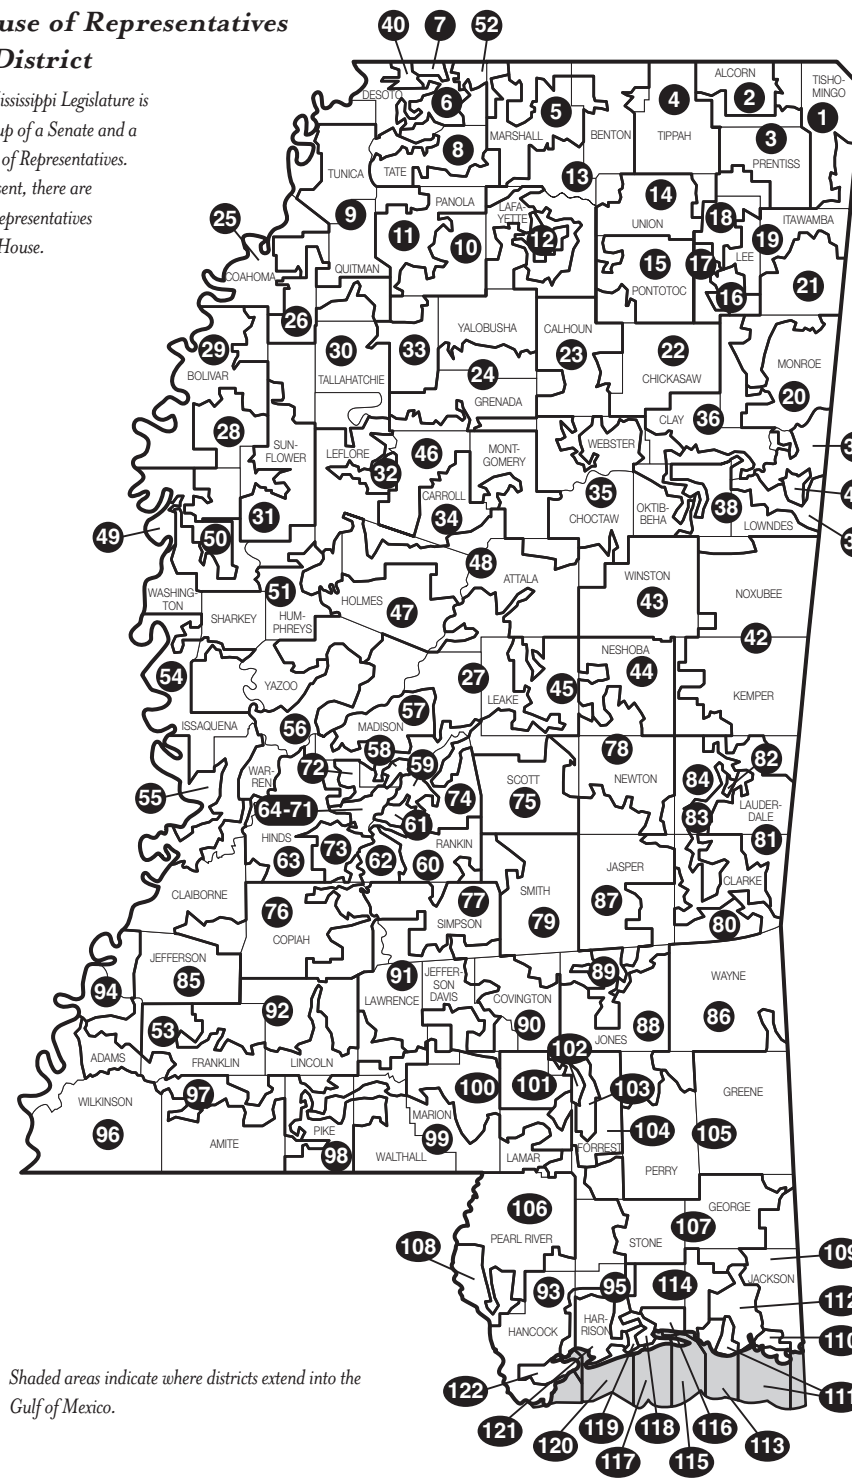 use of Representatives
District
ississippi Legislature is
up of a Senate and a
of Representatives.
sent, there are
epresentatives
House.
40 7 52
DESOTO
6
5
4
ALCORN
2
TISHO-
MINGO
1
MARSHALL
BENTON
TIPPAH
3
PRENTISS
8
TATE
TUNICA
13
PANOLA
LAFA-
YETTE
14
UNION
18
ITAWAMBA
25
9
11
10
12
19
LEE
COAHOMA
QUITMAN
15
PONTOTOC
17
16
21
26
29
BOLIVAR
30
TALLAHATCHIE
33
YALOBUSHA
CALHOUN
23
22
CHICKASAW
MONROE
20
24
GRENADA
28
SUN-
FLOWER
LEFLORE
32
46
MONT-
GOMERY
WEBSTER
CLAY
36
3
CARROLL
34
35
CHOCTAW
OKTIB-
BEHA
38
4
LOWNDES
3
31
49
50
48
ATTALA
WINSTON
43
NOXUBEE
WASHING-
TON
51
HUM-
PHREYS
SHARKEY
HOLMES
47
42
54
YAZOO
27
LEAKE
45
NESHOBA
44
KEMPER
ISSAQUENA
56
57
MADISON
58
59
78
NEWTON
82
84
72
WAR-
REN
55
64-71
61
74
SCOTT
75
LAUDER-
DALE
83
81
HINDS
63
73
62
RANKIN
60
JASPER
87
CLARKE
CLAIBORNE
76
COPIAH
77
SIMPSON
SMITH
79
80
JEFFERSON
85
91
LAWRENCE
JEFFER-
SON
DAVIS
COVINGTON
90
89
WAYNE
86
94
92
53
88
JONES
ADAMS
FRANKLIN
LINCOLN
102
WILKINSON
96
97
AMITE
PIKE
98
100
MARION
99
WALTHALL
101
103
GREENE
104
105
LAMAR
FORREST
PERRY
106
PEARL RIVER
GEORGE
107
STONE
108
109
JACKSON
93
95
114
112
HANCOCK
HAR-
RISON
110
Shaded areas indicate where districts extend into the
Gulf of Mexico.
122
111
121
119
118
116
120
117
115
113